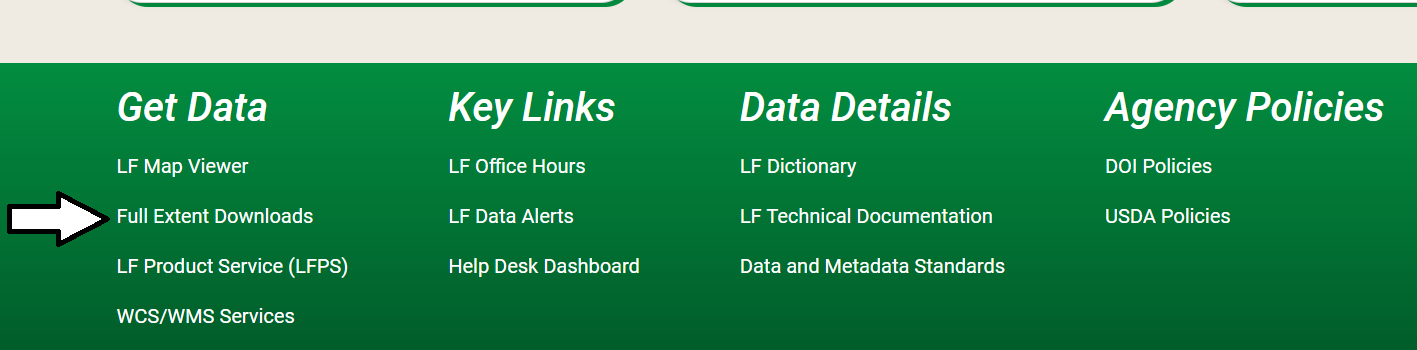 Get Data
LF Map Viewer
Full Extent Downloads
LF Product Service (LFPS)
WCS/WMS Services
Key Links
LF Office Hours
LF Data Alerts
Help Desk Dashboard
Data Details
LF Dictionary
LF Technical Documentation
Data and Metadata Standards
Agency Policies
DOI Policies
USDA Policies